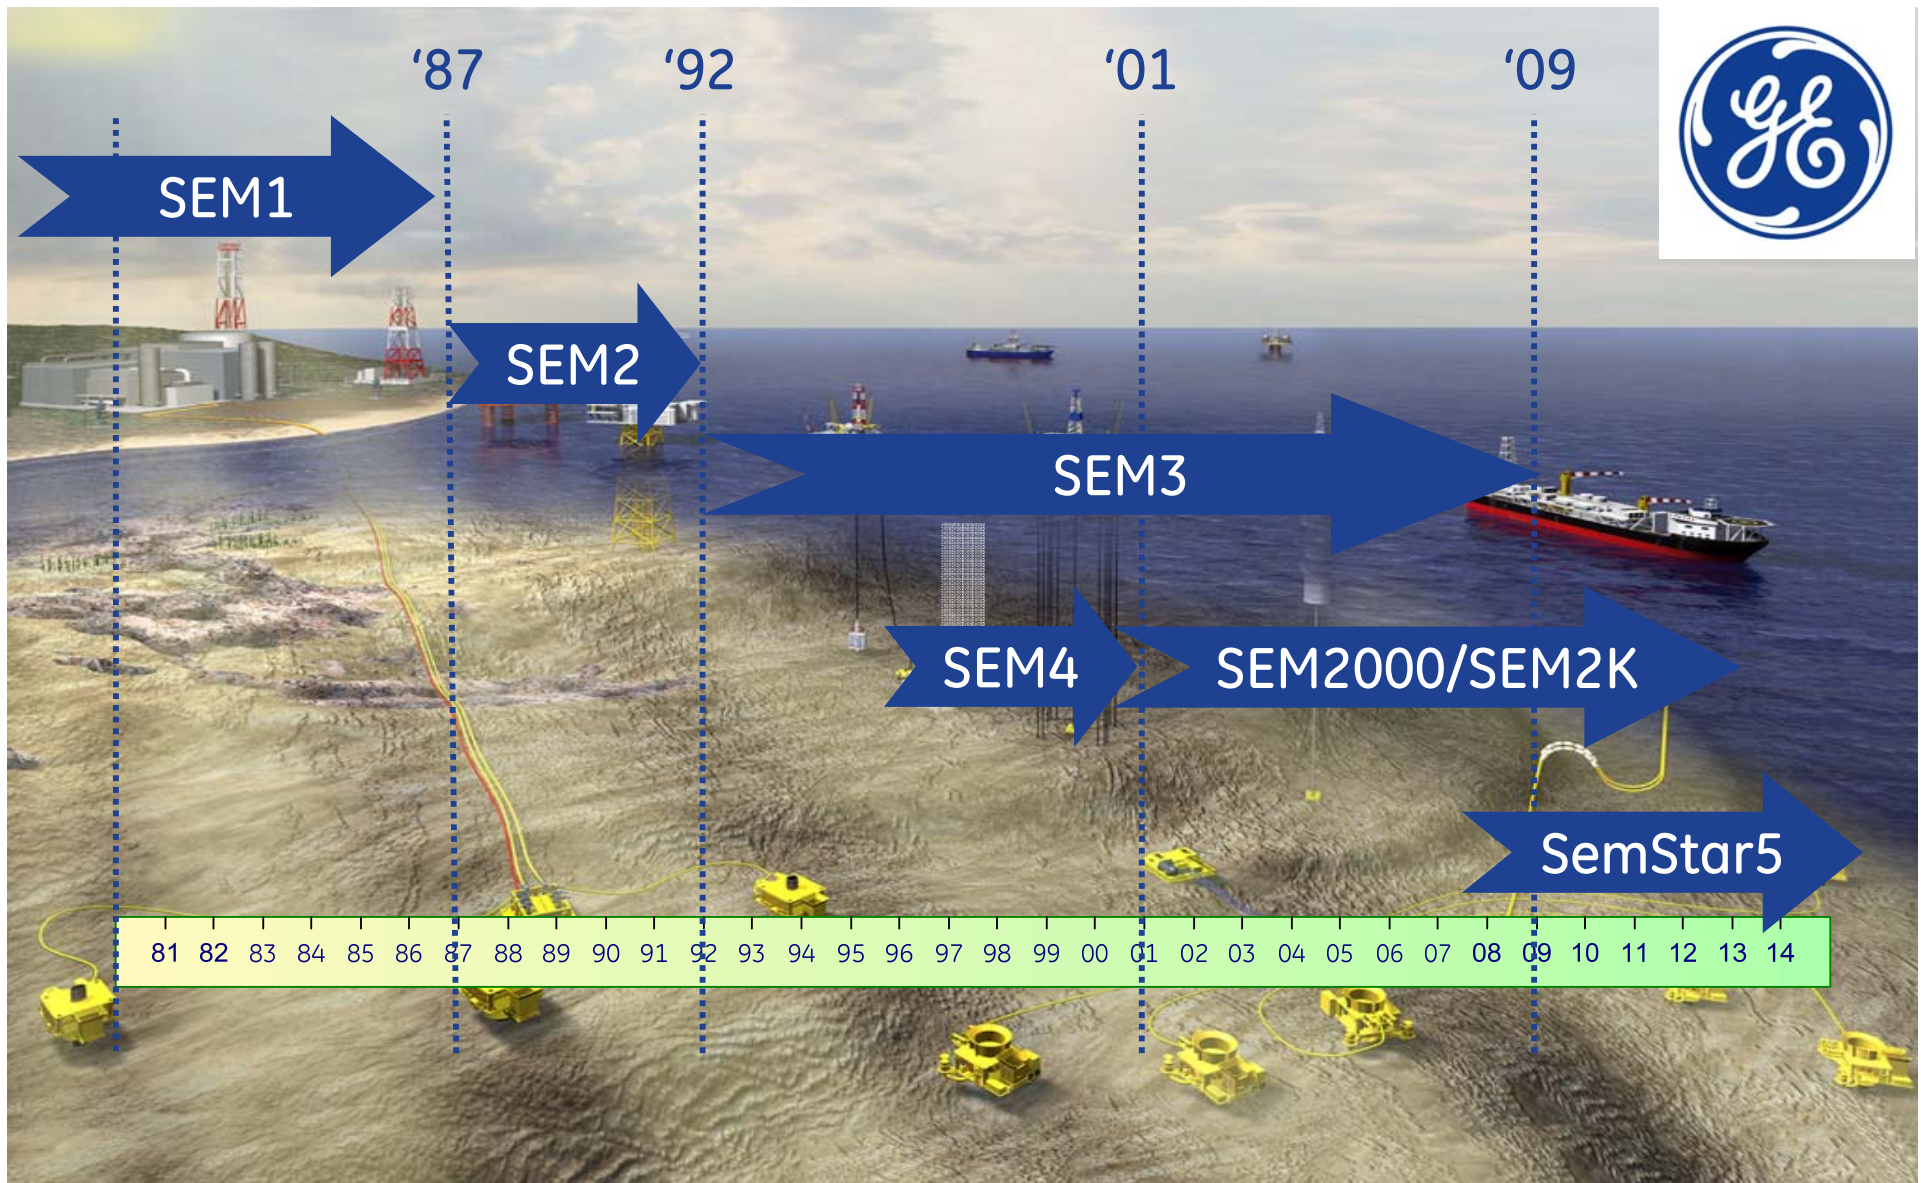 ‘87 ‘92 ‘01 ‘09
GE
SEM1
SEM2
SEM3
SEM4 SEM2000/SEM2K
SemStar5
81 82 83 84 85 86 87 88 89 90 91 92 93 94 95 96 97 98 99 00 01 02 03 04 05 06 07 08 09 10 11 12 13 14